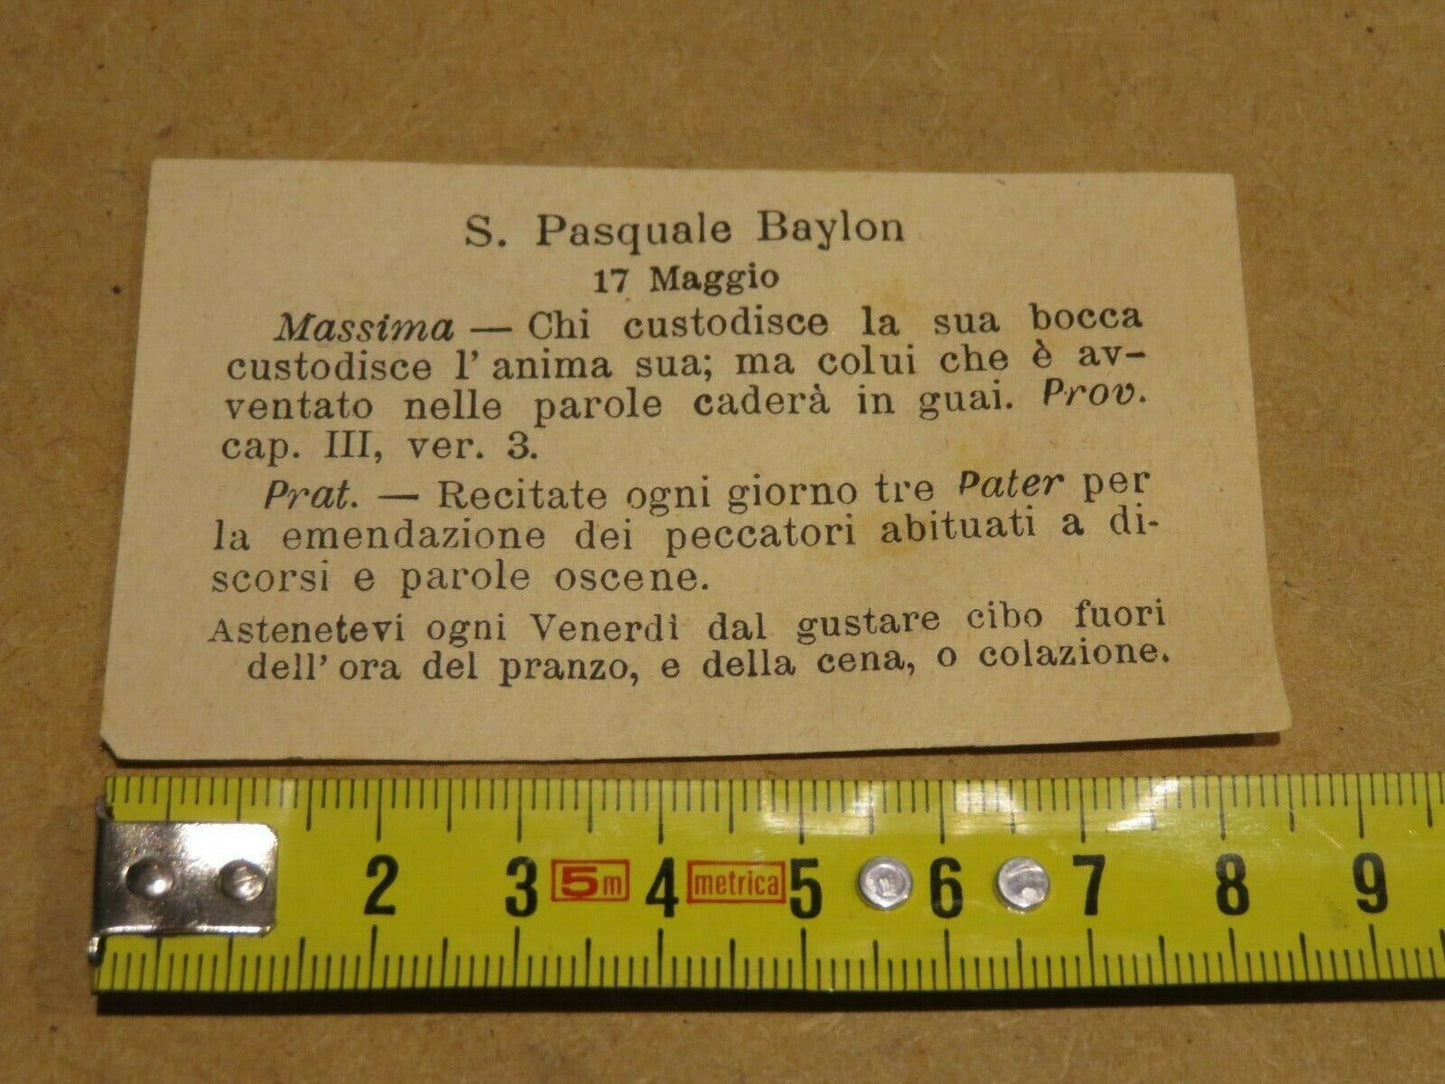 S. Pasquale Baylon
17 Maggio
Massima — Chi custodisce la sua bocca
custodisce l' anima sua; ma colui che è av-
ventato nelle parole caderà in guai. Prov.
cap. III, ver. 3.
Prat. — Recitate ogni giorno tre Pater per
la emendazione dei peccatori abituati a di-
scorsi e parole oscene.
Astenetevi ogni Venerdì dal gustare cibo fuori
dell' ora del pranzo, e della cena, o colazione.
2 3 5m 4 metrica 5 6 7 8 9